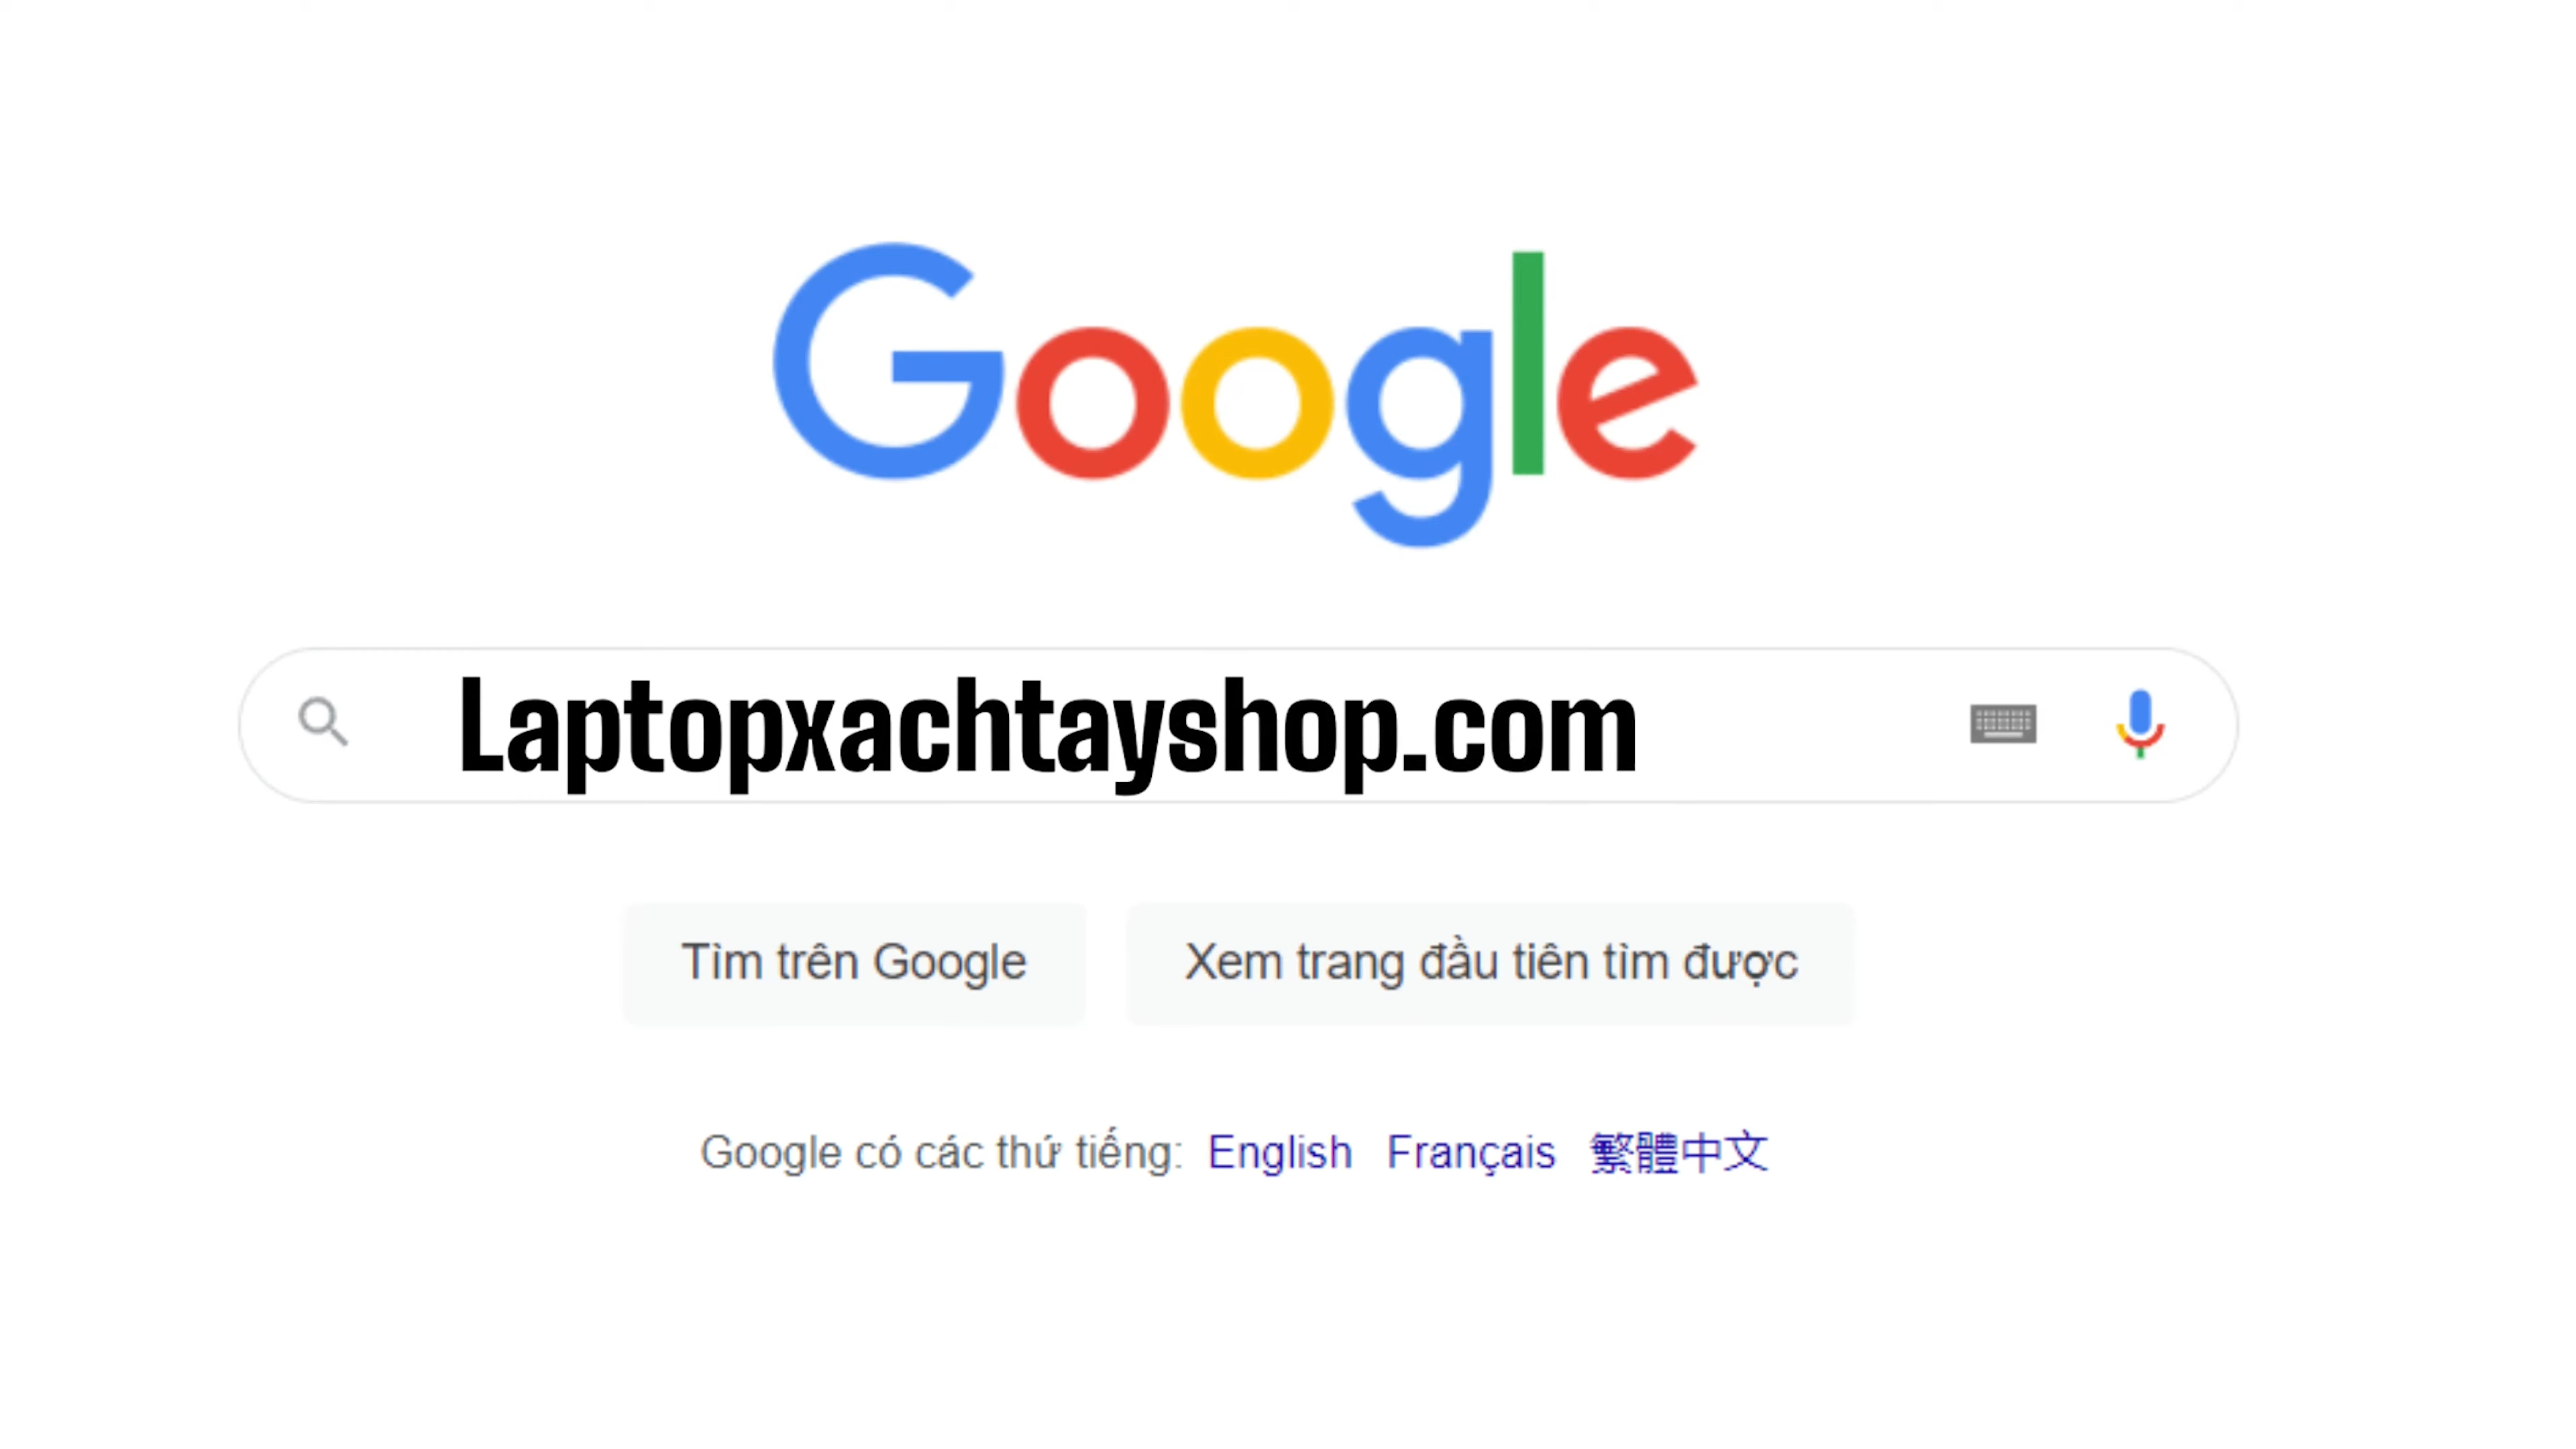 Google
Laptopxachtayshop.com
Tìm trên Google
Xem trang đầu tiên tìm được
Google có các thứ tiếng: English Français 繁體中文